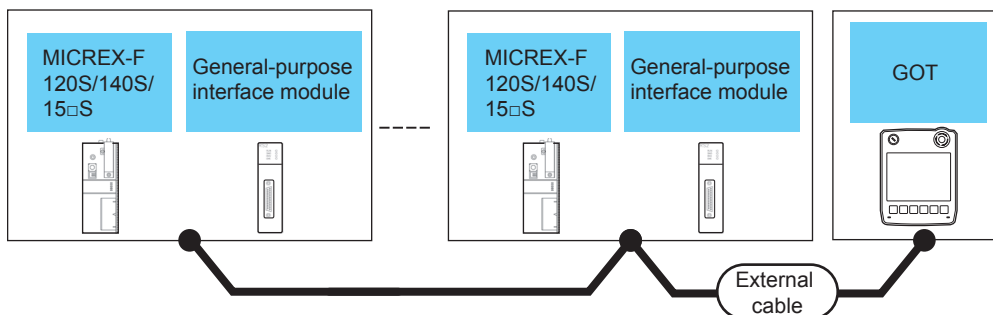 MICREX-F
120S/140S/
15□S
General-purpose
interface module
MICREX-F
120S/140S/
15□S
General-purpose
interface module
GOT
External
cable